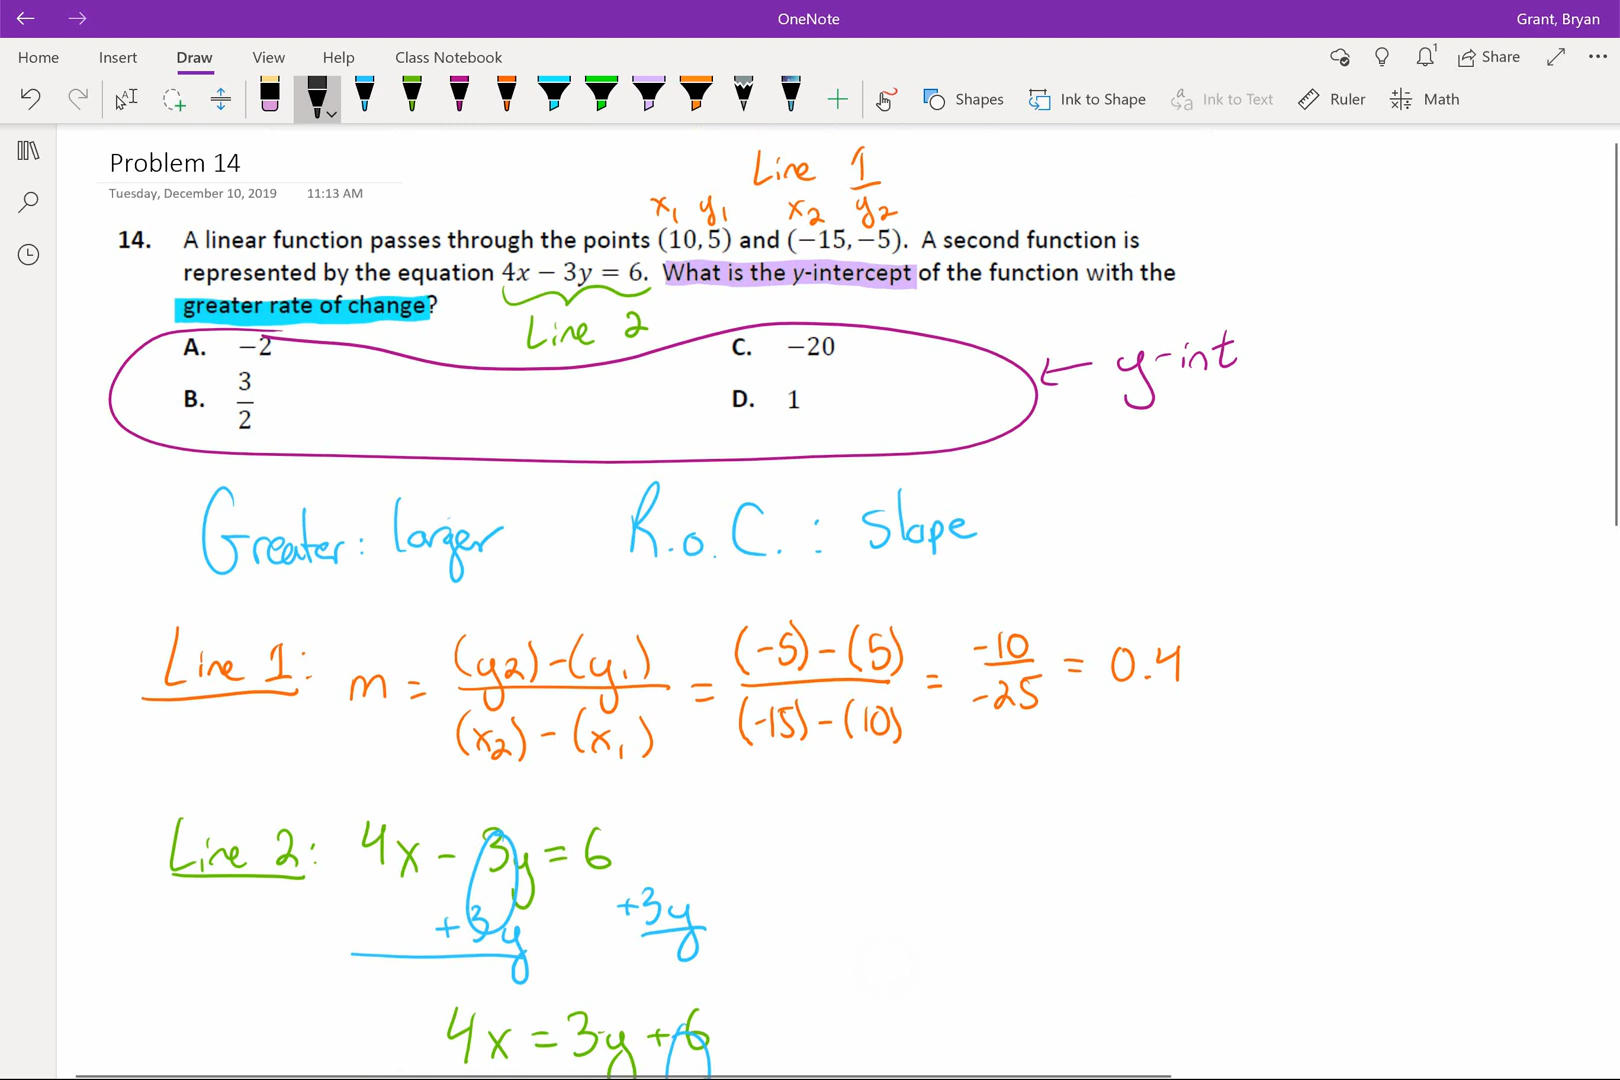 OneNote
Grant, Bryan
Home Insert Draw View Help Class Notebook
1 Share
Shapes Ink to Shape Ink to Text Ruler Math
Problem 14
Tuesday, December 10, 2019 11:13 AM
Line 1
x1 y1 x2 y2
14. A linear function passes through the points (10, 5) and (−15, −5). A second function is
represented by the equation 4x − 3y = 6. What is the y-intercept of the function with the
greater rate of change?
Line 2
A. −2 C. −20
B. 3/2 D. 1
← y-int
Greater: larger R.o.C.: slope
Line 1: m = (y2)-(y1)/(x2)-(x1) = (-5)-(5)/(-15)-(10) = -10/-25 = 0.4
Line 2: 4x - 3y = 6
+3y +3y
4x = 3y + 6